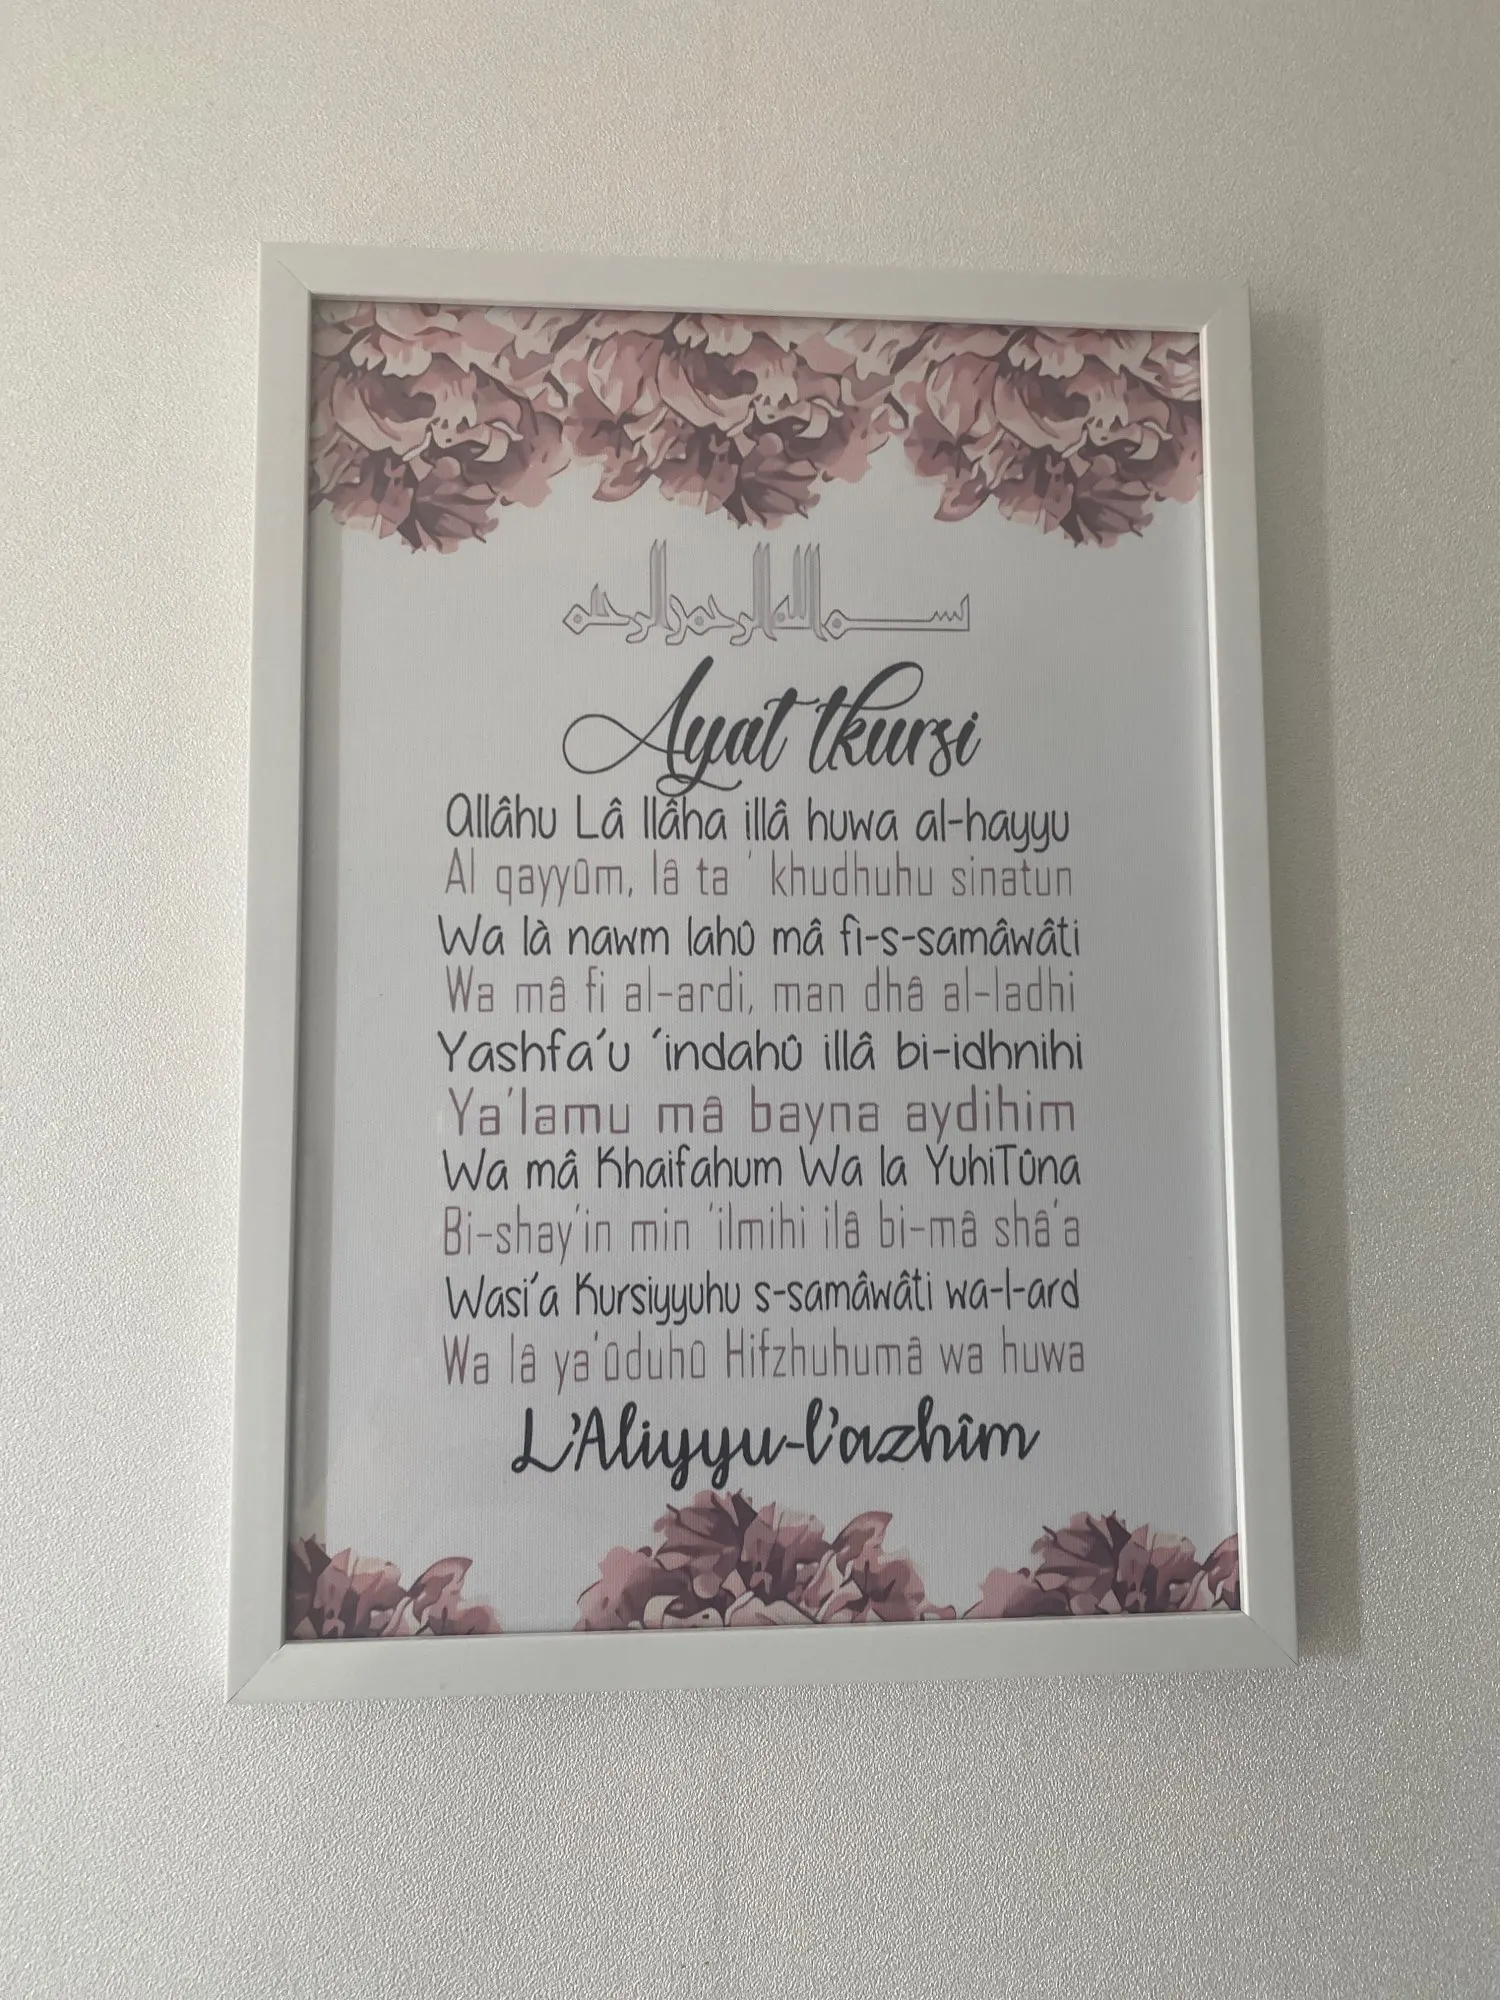 بسم الله الرحمن الرحيم
Ayat tkursi
Allâhu Lâ Ilâha illâ huwa al-hayyu
Al qayyûm, lâ ta ' khudhuhu sinatun
Wa là nawm lahû mâ fì-s-samâwâti
Wa mâ fi al-ardi, man dhâ al-ladhi
Yashfa'u 'indahû illâ bi-idhnihi
Ya'lamu mâ bayna aydihim
Wa mâ Khaifahum Wa la YuhiTûna
Bi-shay'in min 'ilmihi ilâ bi-mâ shâ'a
Wasi'a Kursiyyuhu s-samâwâti wa-l-ard
Wa lâ ya'ûduhû Hifzhuhumâ wa huwa
L'Aliyyu-l'azhîm